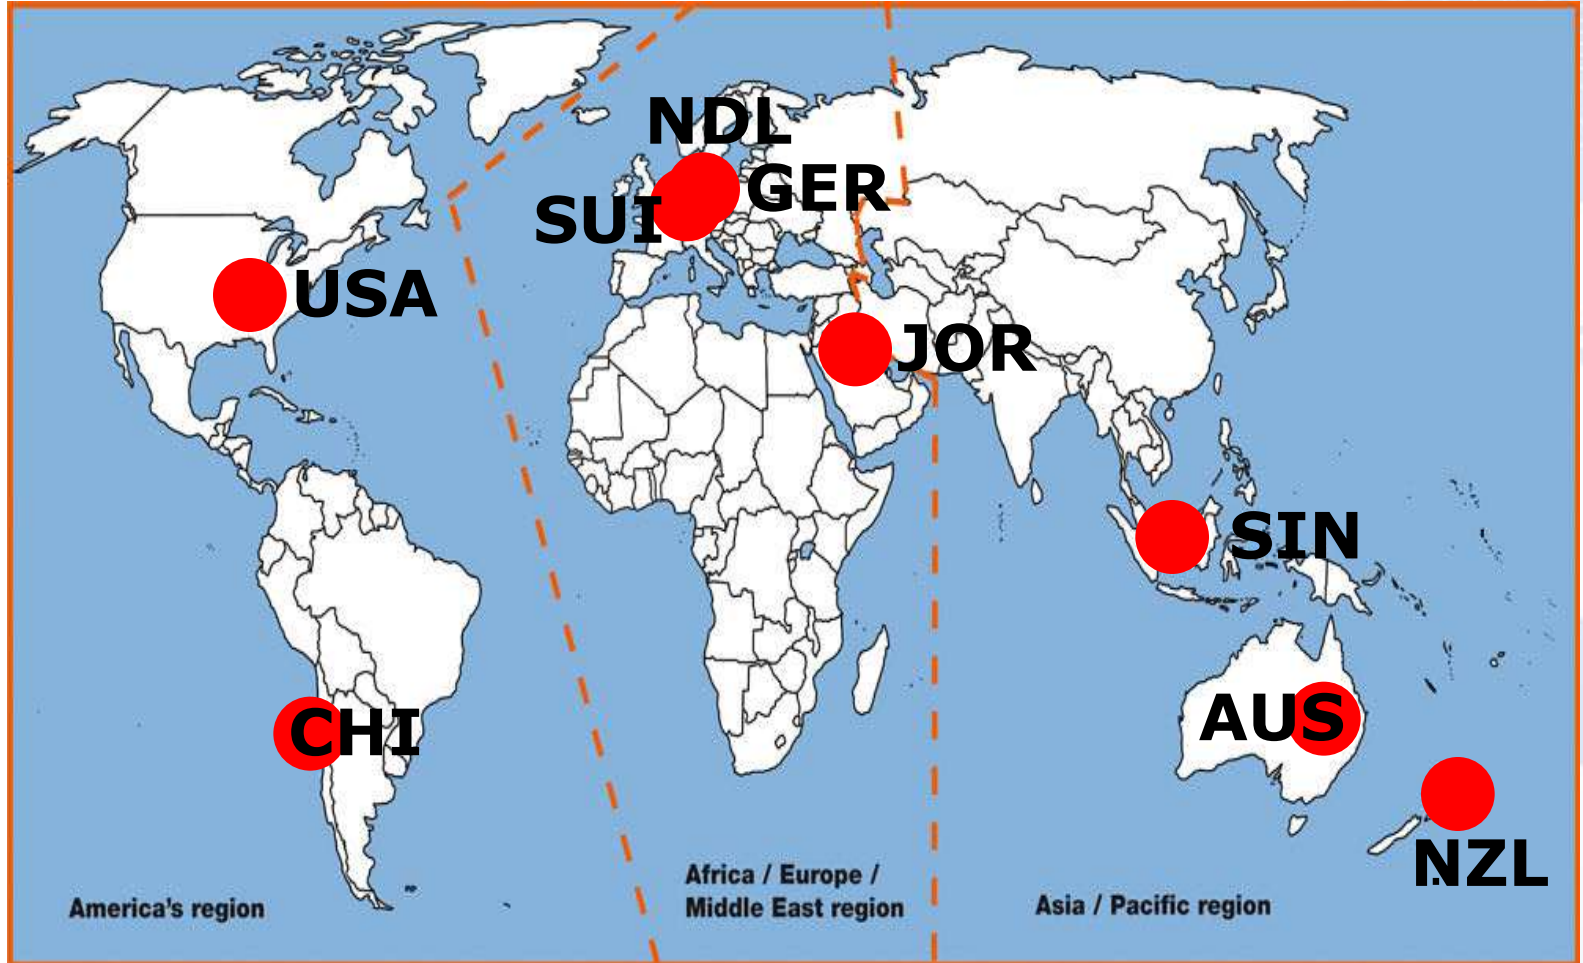 NDL
GER
SUI
USA
JOR
SIN
CHI
AUS
NZL
Africa / Europe /
Middle East region
America's region
Asia / Pacific region